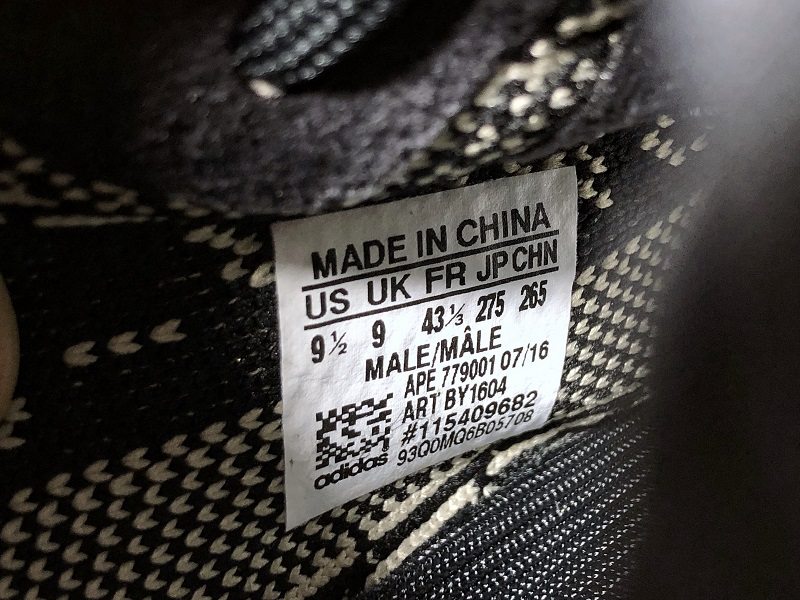 MADE IN CHINA
US UK FR JP CHN
9½ 9 43⅓ 275 265
MALE/MÂLE
APE 779001 07/16
ART BY1604
#115409682
adidas 93Q0MQ6B05708